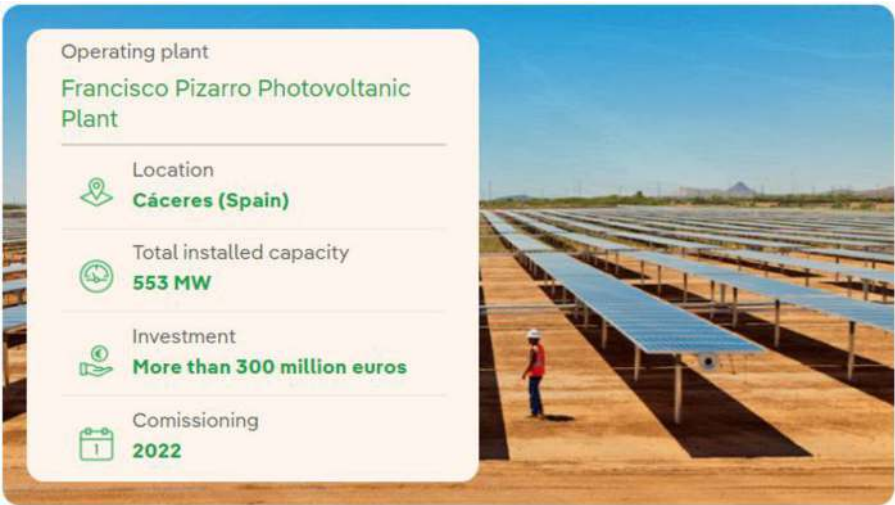 Operating plant
Francisco Pizarro Photovoltanic
Plant
Location
Cáceres (Spain)
Total installed capacity
553 MW
Investment
More than 300 million euros
Comissioning
1
2022